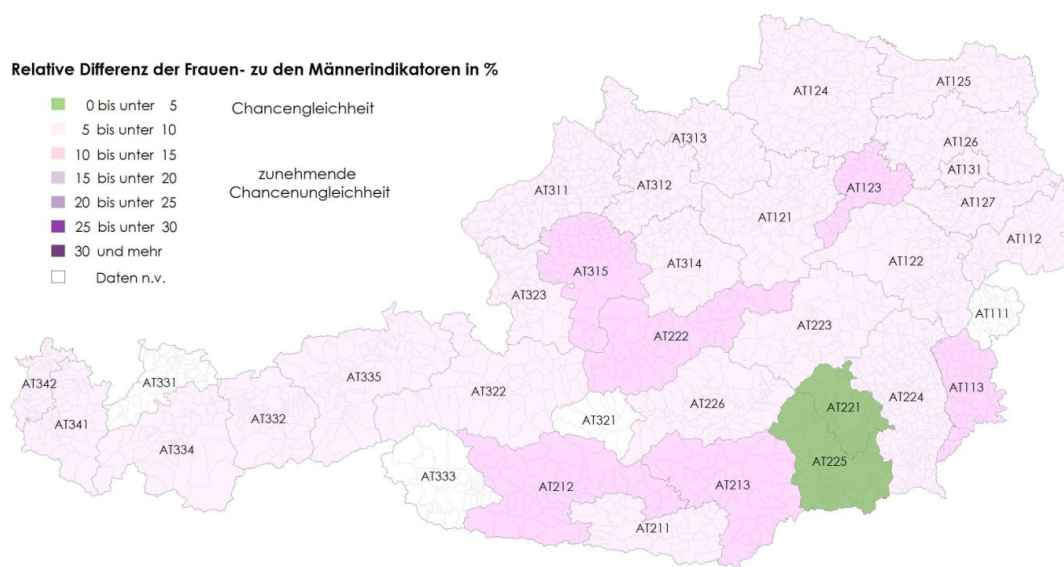 Relative Differenz der Frauen- zu den Männerindikatoren in %
0 bis unter 5 Chancengleichheit
5 bis unter 10
10 bis unter 15
15 bis unter 20 zunehmende
20 bis unter 25 Chancenungleichheit
25 bis unter 30
30 und mehr
Daten n.v.
AT124
AT125
AT126
AT131
AT313
AT123
AT127
AT311
AT312
AT121
AT112
AT315
AT314
AT122
AT323
AT111
AT222
AT223
AT342
AT331
AT335
AT322
AT113
AT341
AT332
AT321
AT226
AT221
AT224
AT334
AT333
AT225
AT212
AT213
AT211